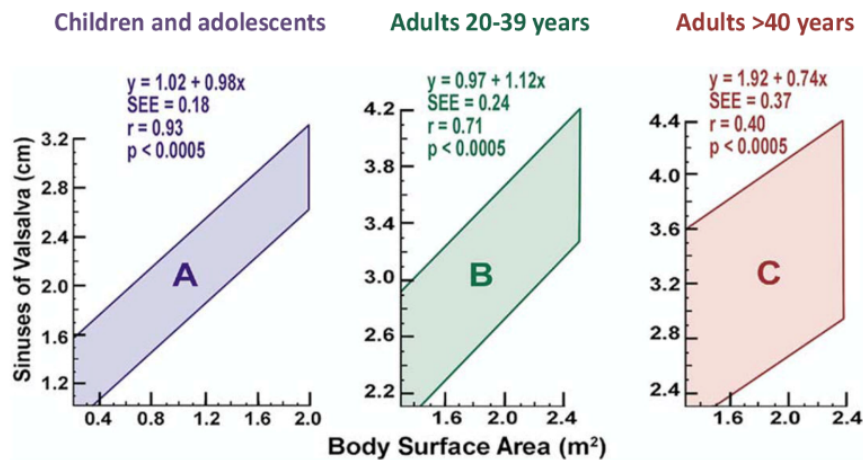 Children and adolescents
Adults 20-39 years
Adults >40 years
y = 1.02 + 0.98x
SEE = 0.18
r = 0.93
p < 0.0005
y = 0.97 + 1.12x
SEE = 0.24
r = 0.71
p < 0.0005
y = 1.92 + 0.74x
SEE = 0.37
r = 0.40
p < 0.0005
Sinuses of Valsalva (cm)
3.2
2.8
2.4
2.0
1.6
1.2
A
0.4 0.8 1.2 1.6 2.0
4.2
3.8
3.4
3.0
2.6
2.2
B
1.6 2.0 2.4
4.4
4.0
3.6
3.2
2.8
2.4
C
1.6 2.0 2.4
Body Surface Area (m²)